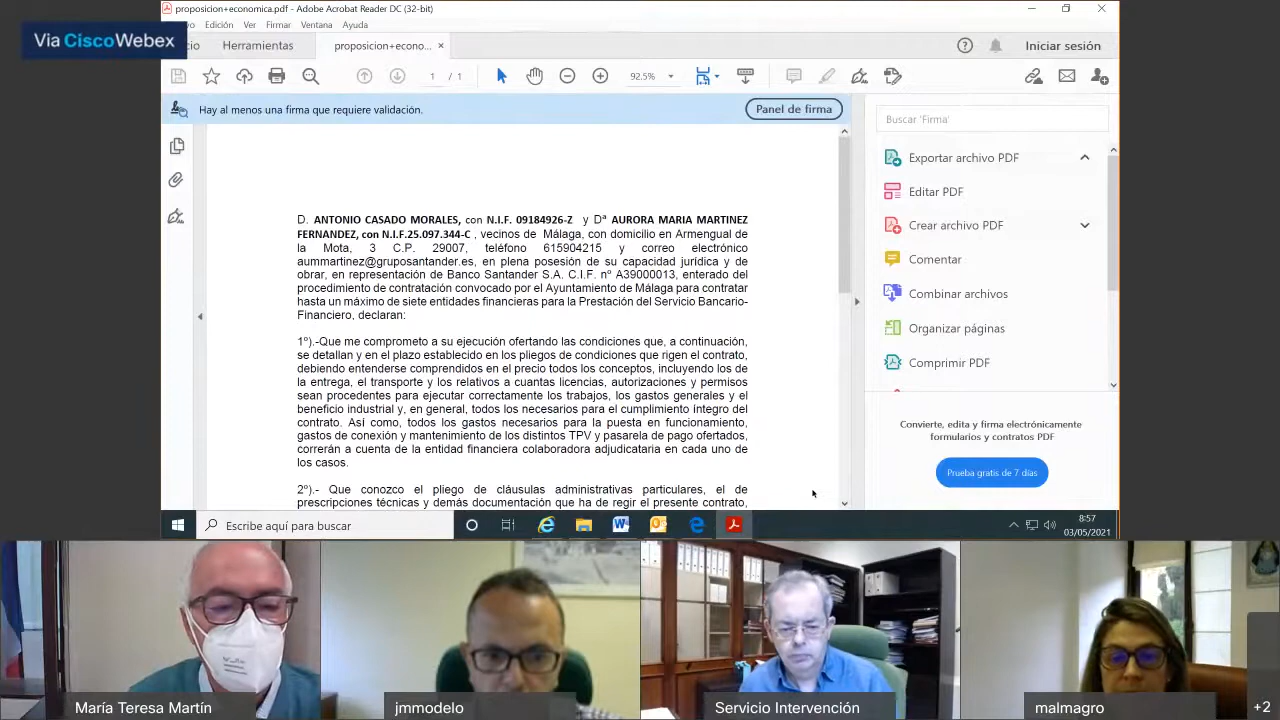 proposicion+economica.pdf - Adobe Acrobat Reader DC (32-bit)
Edición Ver Firmar Ventana Ayuda
Via CiscoWebex
Herramientas
proposicion+econo... ×
Iniciar sesión
1 / 1
92.5%
Hay al menos una firma que requiere validación.
Panel de firma
D. ANTONIO CASADO MORALES, con N.I.F. 09184926-Z y Dª AURORA MARIA MARTINEZ
FERNANDEZ, con N.I.F.25.097.344-C , vecinos de Málaga, con domicilio en Armengual de
la Mota, 3 C.P. 29007, teléfono 615904215 y correo electrónico
aummartinez@gruposantander.es, en plena posesión de su capacidad jurídica y de
obrar, en representación de Banco Santander S.A. C.I.F. nº A39000013, enterado del
procedimiento de contratación convocado por el Ayuntamiento de Málaga para contratar
hasta un máximo de siete entidades financieras para la Prestación del Servicio Bancario-
Financiero, declaran:
1º).-Que me comprometo a su ejecución ofertando las condiciones que, a continuación,
se detallan y en el plazo establecido en los pliegos de condiciones que rigen el contrato,
debiendo entenderse comprendidos en el precio todos los conceptos, incluyendo los de
la entrega, el transporte y los relativos a cuantas licencias, autorizaciones y permisos
sean procedentes para ejecutar correctamente los trabajos, los gastos generales y el
beneficio industrial y, en general, todos los necesarios para el cumplimiento íntegro del
contrato. Así como, todos los gastos necesarios para la puesta en funcionamiento,
gastos de conexión y mantenimiento de los distintos TPV y pasarela de pago ofertados,
correrán a cuenta de la entidad financiera colaboradora adjudicataria en cada uno de
los casos.
2º).- Que conozco el pliego de cláusulas administrativas particulares, el de
prescripciones técnicas y demás documentación que ha de regir el presente contrato,
Buscar 'Firma'
Exportar archivo PDF
Editar PDF
Crear archivo PDF
Comentar
Combinar archivos
Organizar páginas
Comprimir PDF
Convierte, edita y firma electrónicamente
formularios y contratos PDF
Prueba gratis de 7 días
Escribe aquí para buscar
8:57
03/05/2021
María Teresa Martín
jmmodelo
Servicio Intervención
malmagro
+2